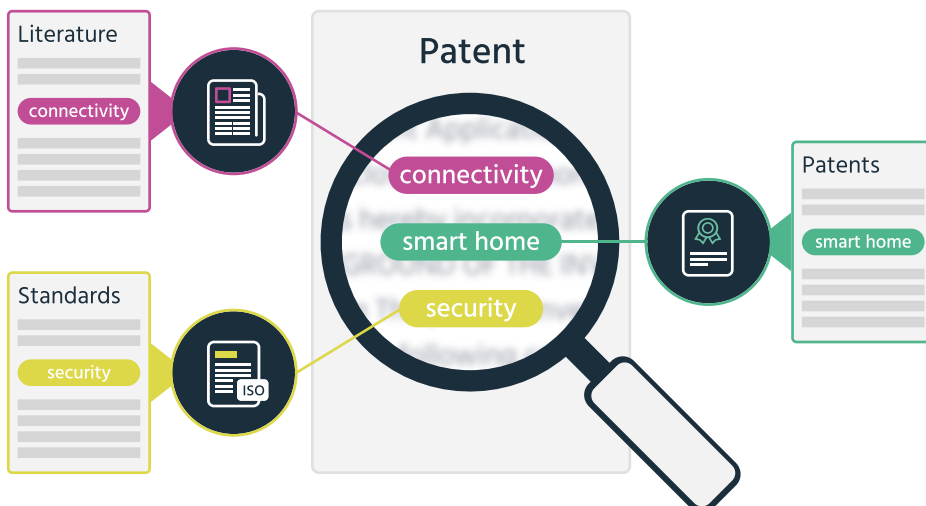 Literature
connectivity
Patent
connectivity
smart home
security
Standards
security
ISO
Patents
smart home